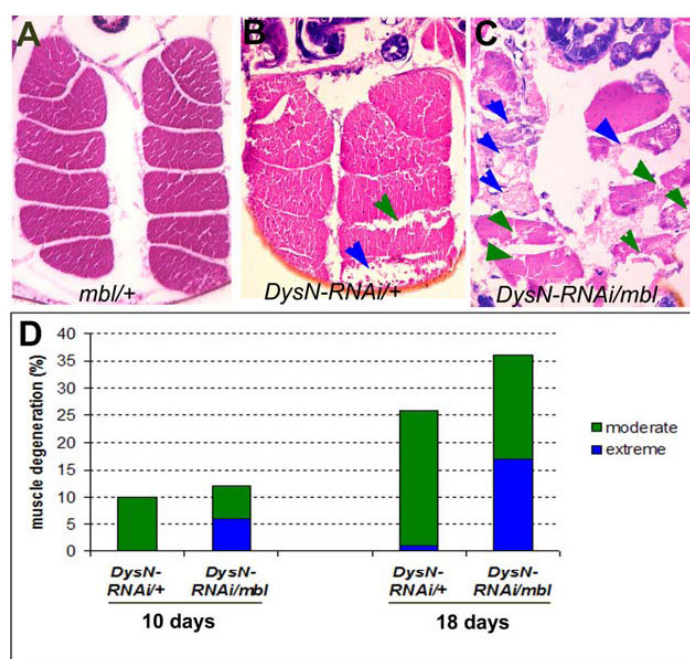 A
B
C
mbl/+
DysN-RNAi/+
DysN-RNAi/mbl
D
muscle degeneration (%)
40
35
30
25
20
15
10
5
0
moderate
extreme
DysN-
RNAi/+
DysN-
RNAi/mbl
DysN-
RNAi/+
DysN-
RNAi/mbl
10 days
18 days